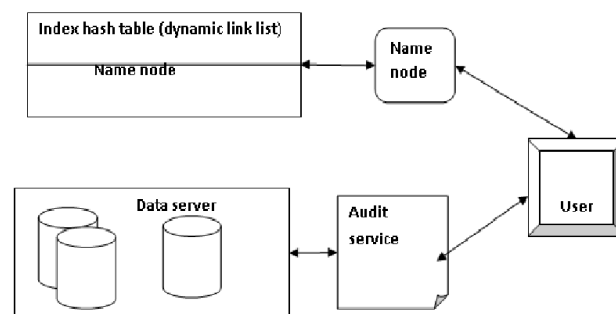 Index hash table (dynamic link list)
Name node
Name
node
Data server
Audit
service
User